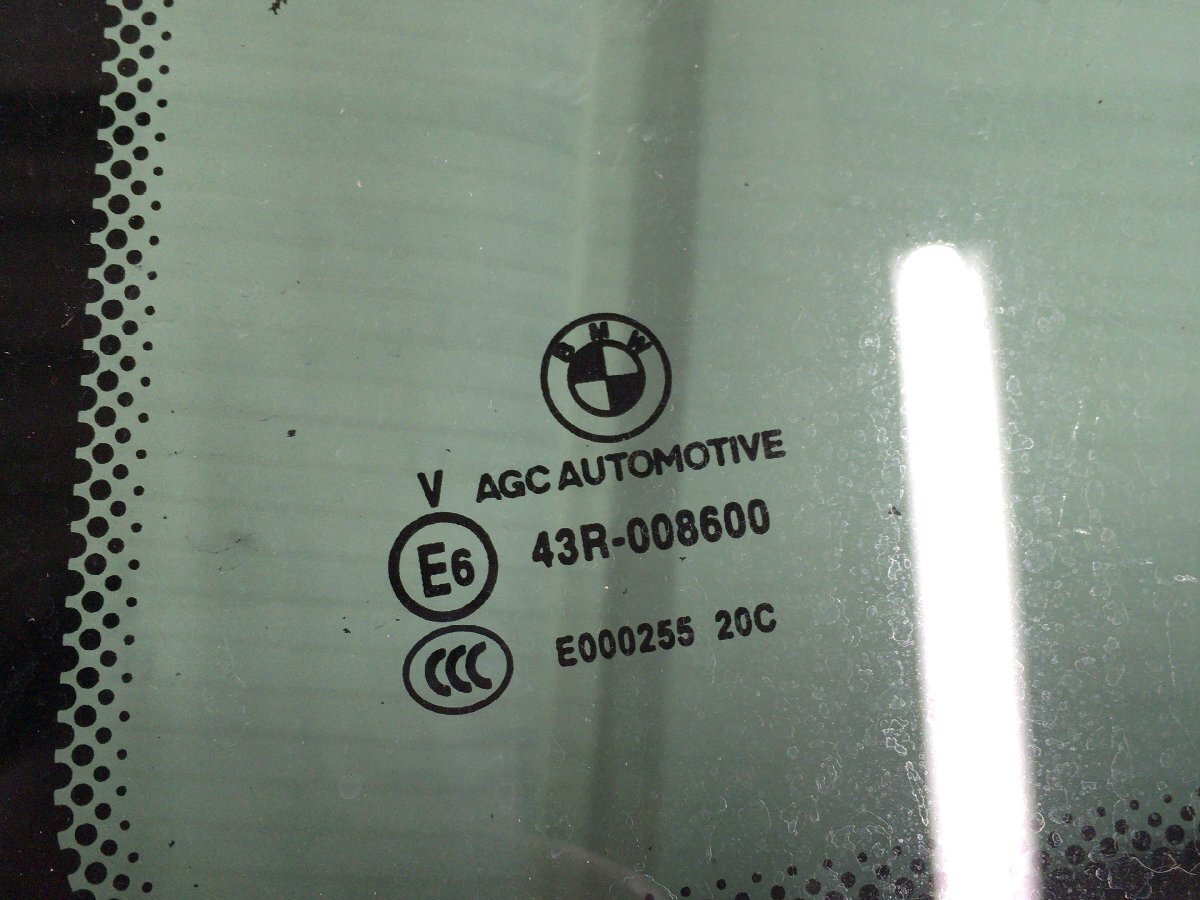 BMW
V AGC AUTOMOTIVE
E6 43R-008600
CCC E000255 20C